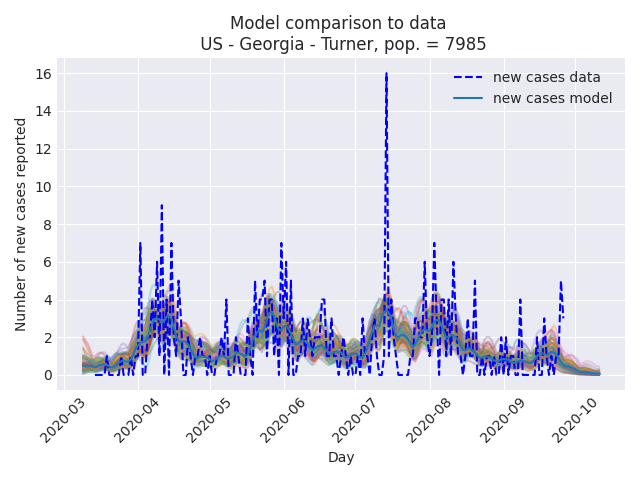 Model comparison to data
US - Georgia - Turner, pop. = 7985
new cases data
new cases model
Number of new cases reported
16
14
12
10
8
6
4
2
0
2020-03
2020-04
2020-05
2020-06
2020-07
2020-08
2020-09
2020-10
Day